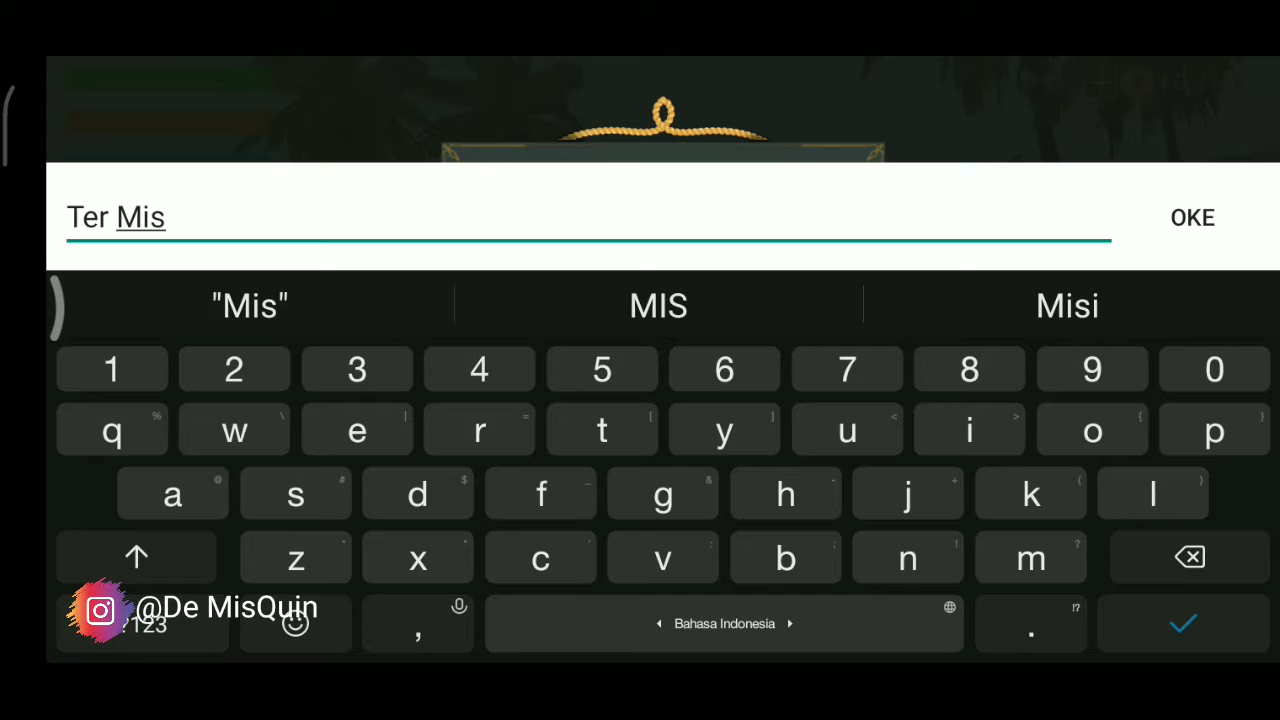 Ter Mis
OKE
"Mis" MIS Misi
1 2 3 4 5 6 7 8 9 0
q w e r t y u i o p
a s d f g h j k l
z x c v b n m
@De MisQuin
?123 , Bahasa Indonesia .